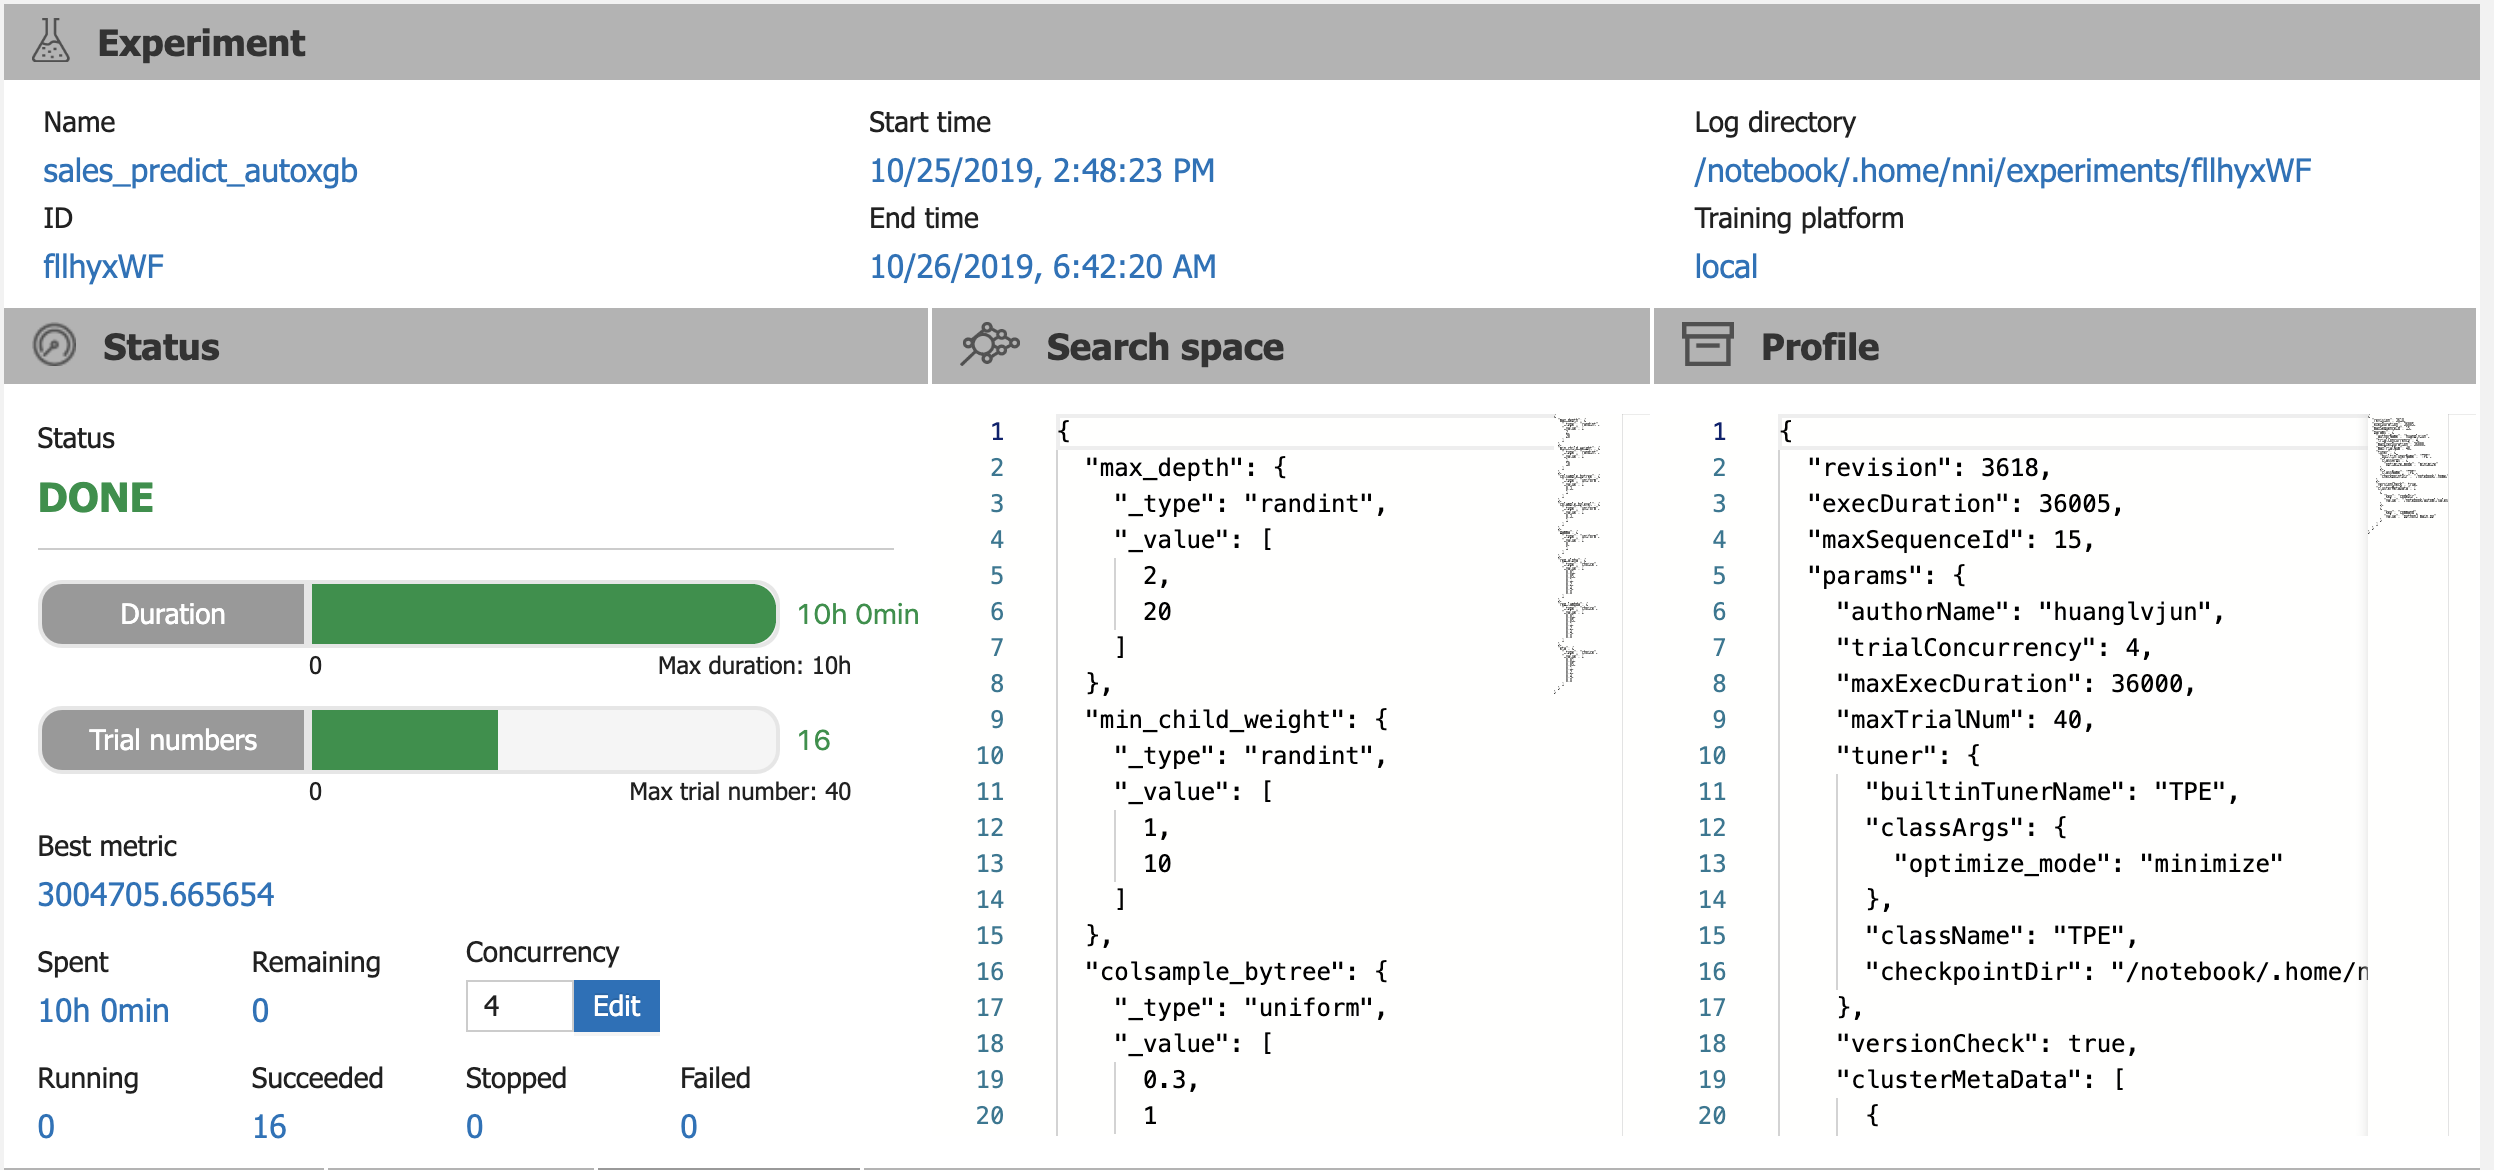 Experiment
Name
sales_predict_autoxgb
ID
fllhyxWF
Start time
10/25/2019, 2:48:23 PM
End time
10/26/2019, 6:42:20 AM
Log directory
/notebook/.home/nni/experiments/fllhyxWF
Training platform
local
Status
Status
DONE
Duration
10h 0min
0 Max duration: 10h
Trial numbers
16
0 Max trial number: 40
Best metric
3004705.665654
Spent
10h 0min
Remaining
0
Concurrency
4 Edit
Running
0
Succeeded
16
Stopped
0
Failed
0
Search space
1 {
2 "max_depth": {
3 "_type": "randint",
4 "_value": [
5 2,
6 20
7 ]
8 },
9 "min_child_weight": {
10 "_type": "randint",
11 "_value": [
12 1,
13 10
14 ]
15 },
16 "colsample_bytree": {
17 "_type": "uniform",
18 "_value": [
19 0.3,
20 1
Profile
1 {
2 "revision": 3618,
3 "execDuration": 36005,
4 "maxSequenceId": 15,
5 "params": {
6 "authorName": "huanglvjun",
7 "trialConcurrency": 4,
8 "maxExecDuration": 36000,
9 "maxTrialNum": 40,
10 "tuner": {
11 "builtinTunerName": "TPE",
12 "classArgs": {
13 "optimize_mode": "minimize"
14 },
15 "className": "TPE",
16 "checkpointDir": "/notebook/.home/n
17 },
18 "versionCheck": true,
19 "clusterMetaData": [
20 {